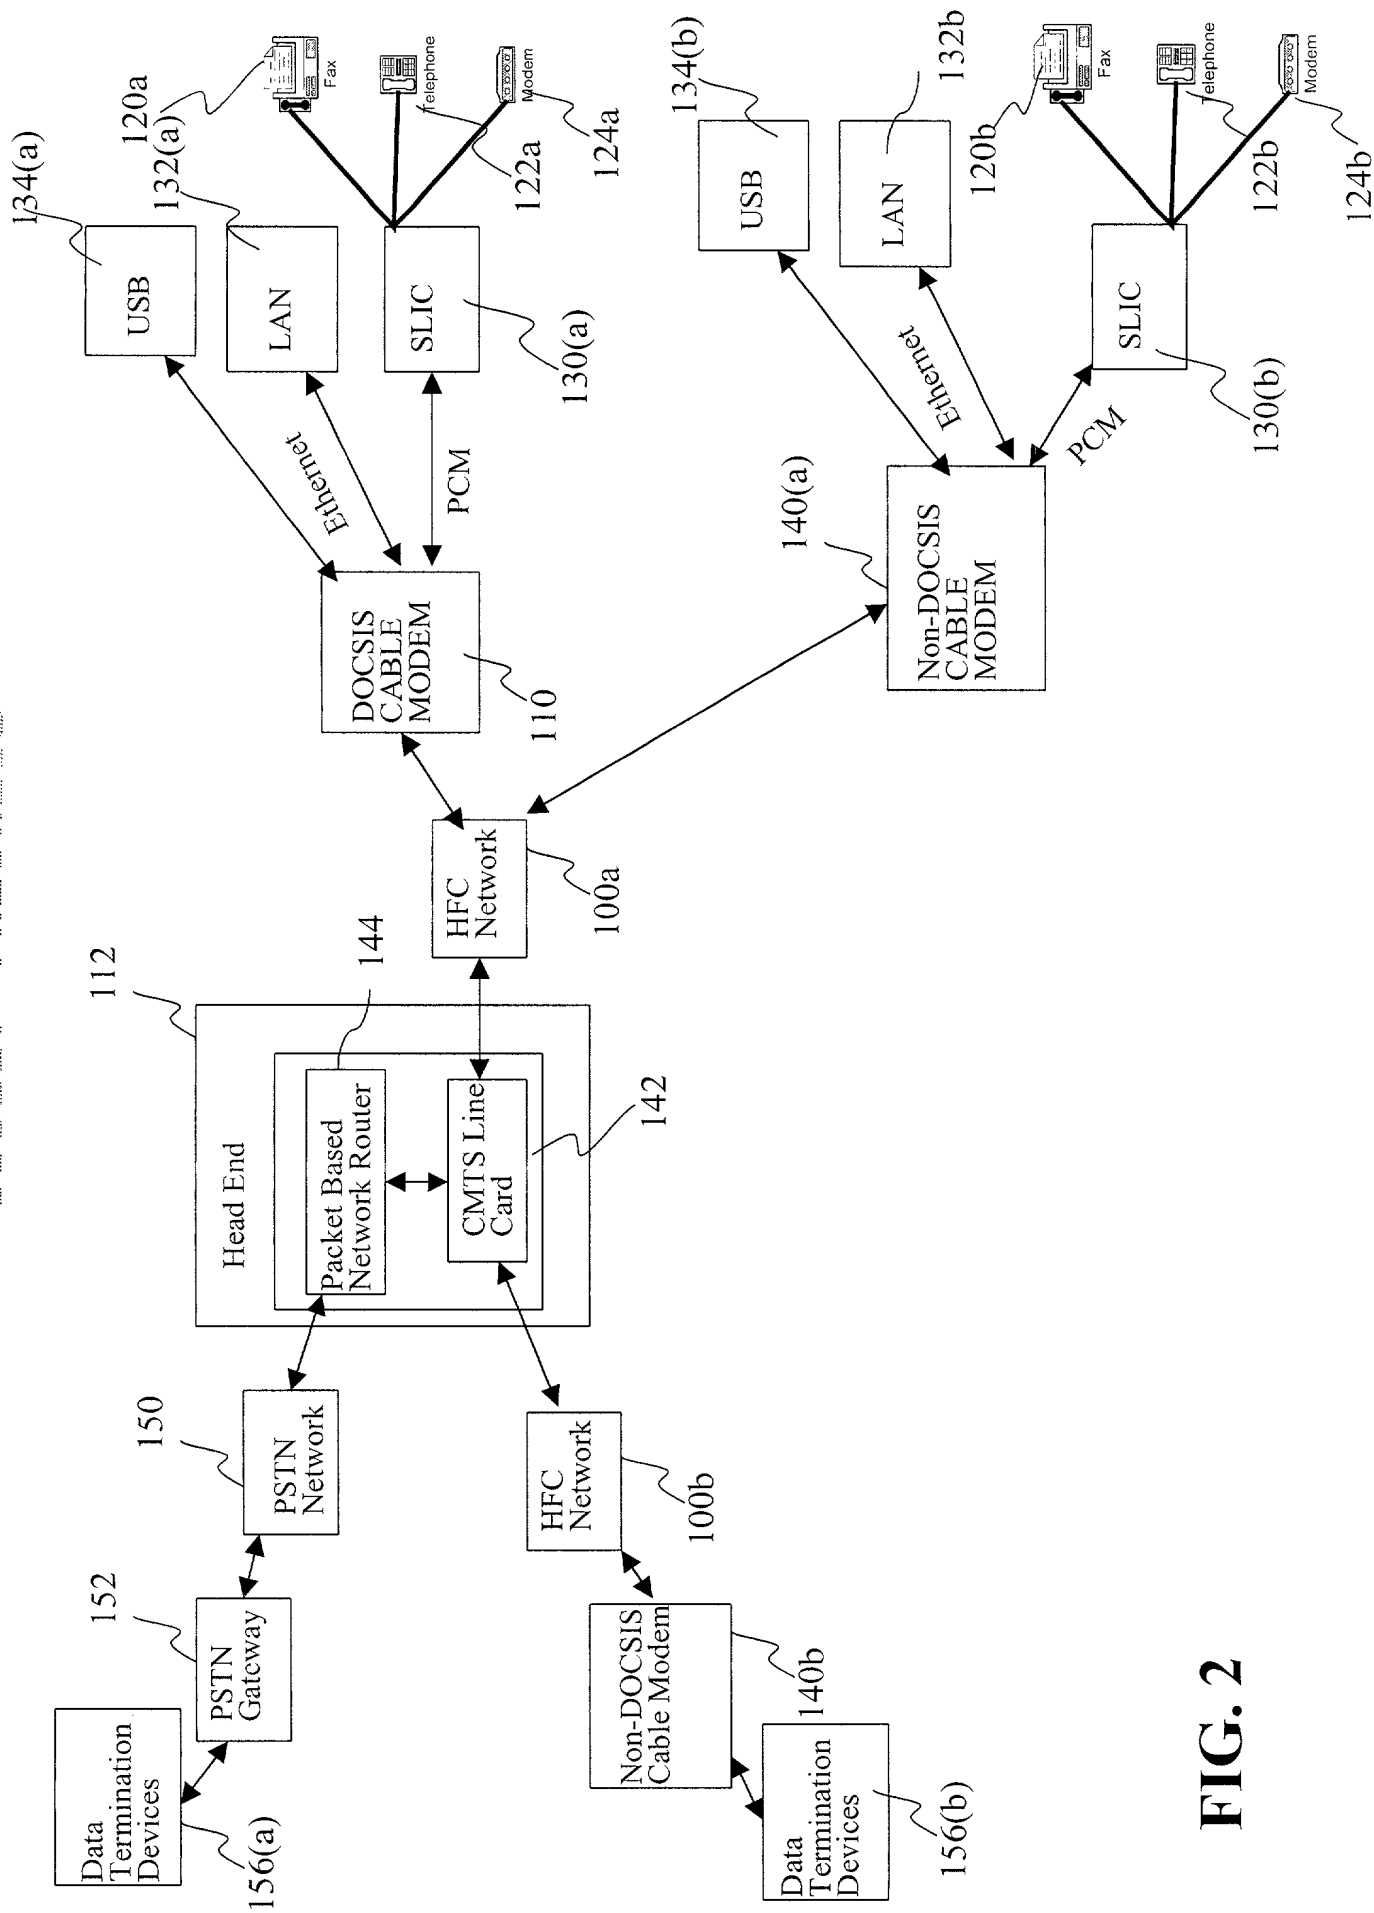 134(a)
120a
132(a)
Fax
Telephone
Modem
122a
124a
USB
LAN
SLIC
130(a)
Ethernet
PCM
DOCSIS
CABLE
MODEM
110
134(b)
132b
120b
Fax
Telephone
Modem
122b
124b
USB
LAN
SLIC
130(b)
Ethernet
PCM
140(a)
Non-DOCSIS
CABLE
MODEM
HFC
Network
100a
112
144
Head End
Packet Based
Network Router
CMTS Line
Card
142
150
PSTN
Network
HFC
Network
100b
152
PSTN
Gateway
Non-DOCSIS
Cable Modem
140b
Data
Termination
Devices
156(a)
Data
Termination
Devices
156(b)
FIG. 2